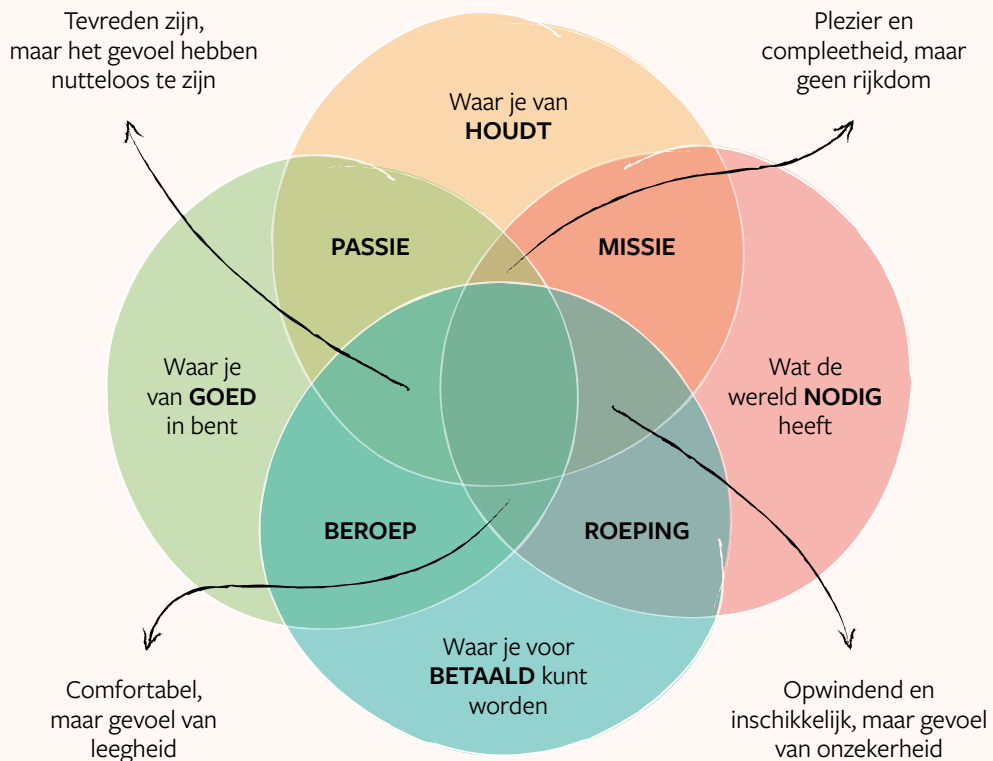 Tevreden zijn,
maar het gevoel hebben
nutteloos te zijn
Plezier en
compleetheid, maar
geen rijkdom
Waar je van
HOUDT
PASSIE
MISSIE
Waar je
van GOED
in bent
Wat de
wereld NODIG
heeft
BEROEP
ROEPING
Waar je voor
BETAALD kunt
worden
Comfortabel,
maar gevoel van
leegheid
Opwindend en
inschikkelijk, maar gevoel
van onzekerheid